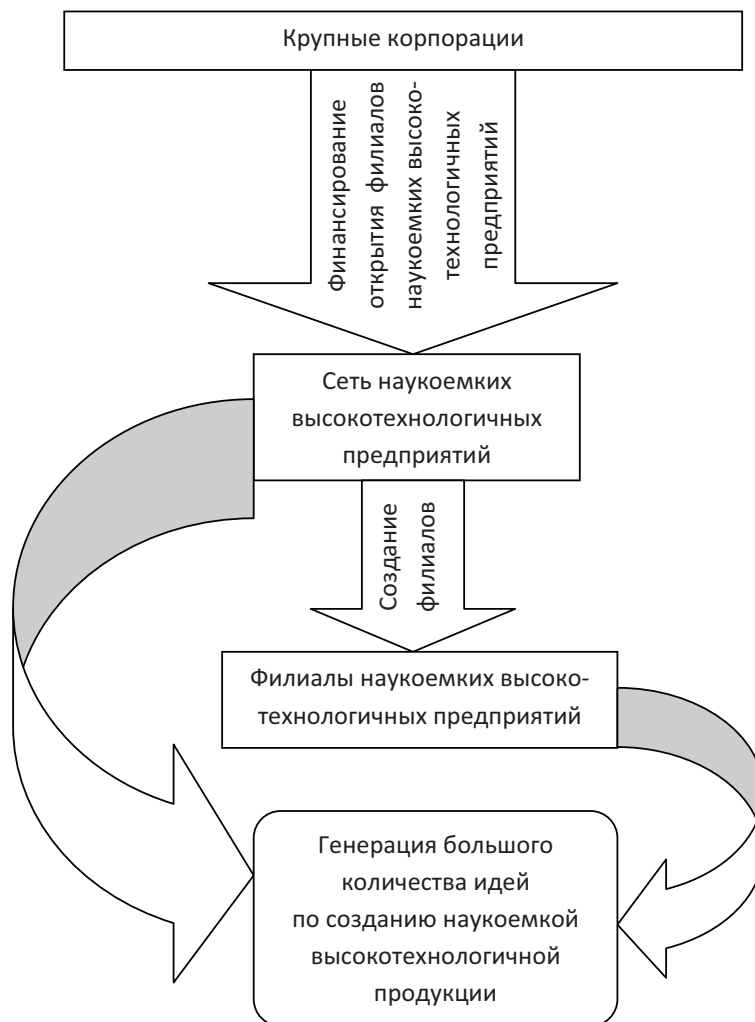 Крупные корпорации
Финансирование
открытия филиалов
наукоемких высоко-
технологичных
предприятий
Сеть наукоемких
высокотехнологичных
предприятий
Создание
филиалов
Филиалы наукоемких высоко-
технологичных предприятий
Генерация большого
количества идей
по созданию наукоемкой
высокотехнологичной
продукции